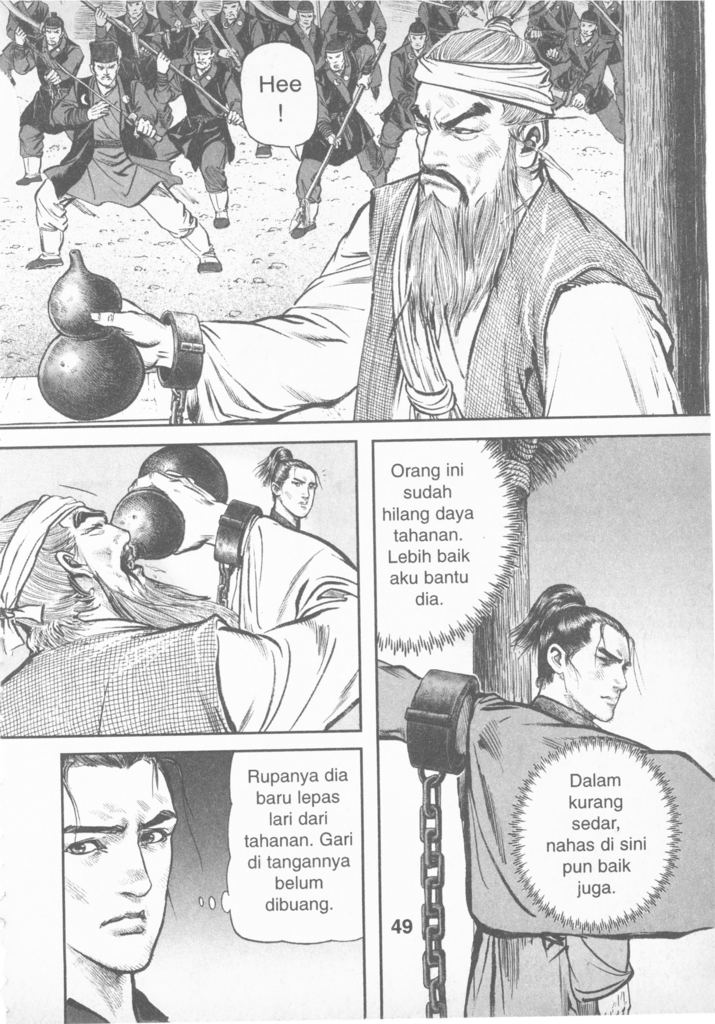 Hee
!
Rupanya dia
baru lepas
lari dari
tahanan. Gari
di tangannya
belum
dibuang.
Orang ini
sudah
hilang daya
tahanan.
Lebih baik
aku bantu
dia.
Dalam
kurang
sedar,
nahas di sini
pun baik
juga.
49